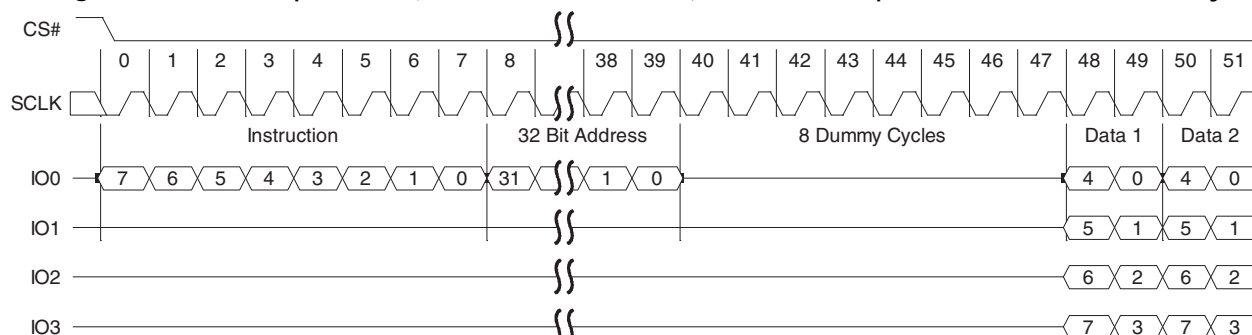 CS#
0 1 2 3 4 5 6 7 8 38 39 40 41 42 43 44 45 46 47 48 49 50 51
SCLK
Instruction 32 Bit Address 8 Dummy Cycles Data 1 Data 2
IO0 7 6 5 4 3 2 1 0 31 1 0 4 0 4 0
IO1 5 1 5 1
IO2 6 2 6 2
IO3 7 3 7 3